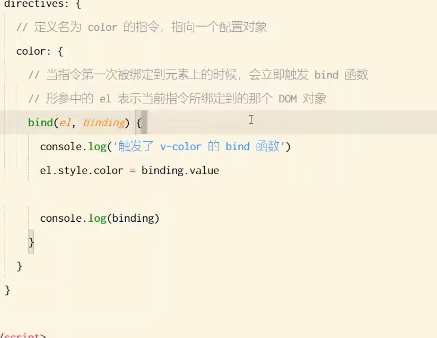 directives: {
// 定义名为 color 的指令，指向一个配置对象
color: {
// 当指令第一次被绑定到元素上的时候，会立即触发 bind 函数
// 形参中的 el 表示当前指令所绑定到的那个 DOM 对象
bind(el, binding) {
console.log('触发了 v-color 的 bind 函数')
el.style.color = binding.value
console.log(binding)
}
}
}
/script>